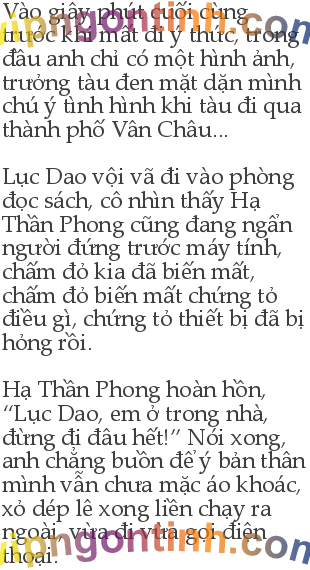 Vào giây phút cuối cùng
trước khi mất đi ý thức, trong
đầu anh chỉ có một hình ảnh,
trưởng tàu đen mặt dặn mình
chú ý tình hình khi tàu đi qua
thành phố Vân Châu...

Lục Dao vội vã đi vào phòng
đọc sách, cô nhìn thấy Hạ
Thần Phong cũng đang ngẩn
người đứng trước máy tính,
chấm đỏ kia đã biến mất,
chấm đỏ biến mất chứng tỏ
điều gì, chứng tỏ thiết bị đã bị
hỏng rồi.

Hạ Thần Phong hoàn hồn,
“Lục Dao, em ở trong nhà,
đừng đi đâu hết!” Nói xong,
anh chẳng buồn để ý bản thân
mình vẫn chưa mặc áo khoác,
xỏ dép lê xong liền chạy ra
ngoài, vừa đi vừa gọi điện
thoại.